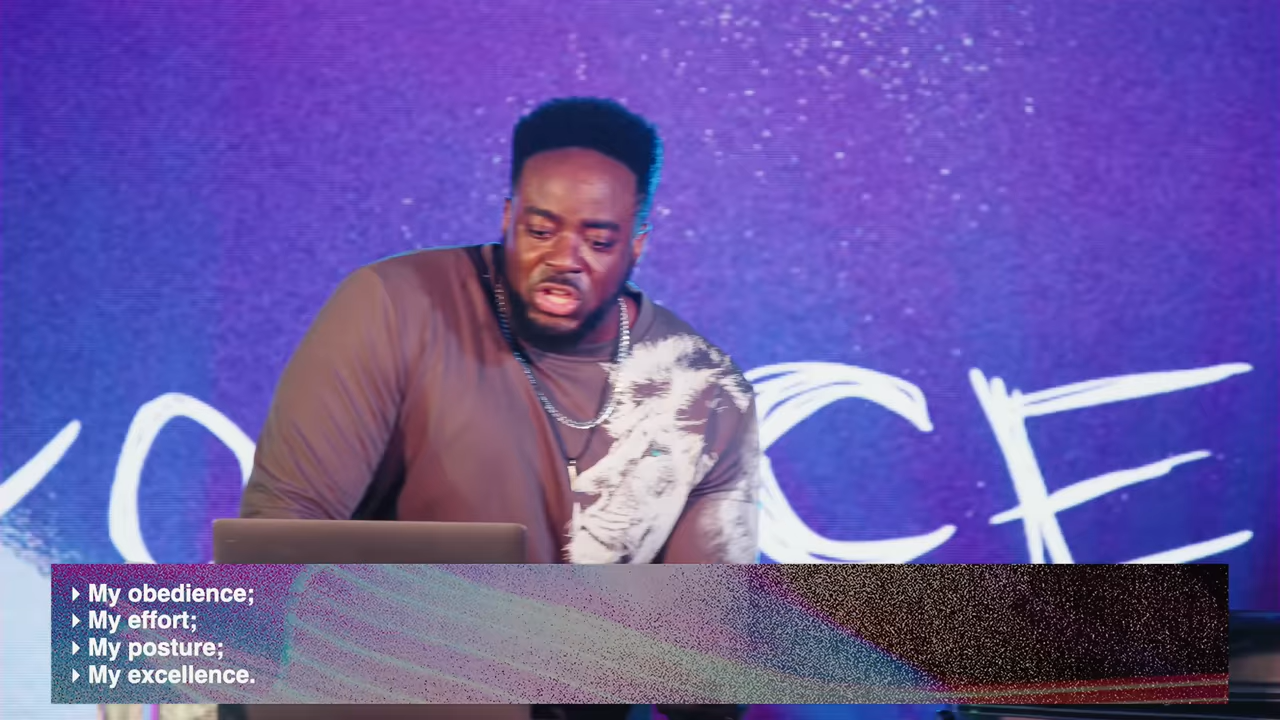 ‣ My obedience;
‣ My effort;
‣ My posture;
‣ My excellence.